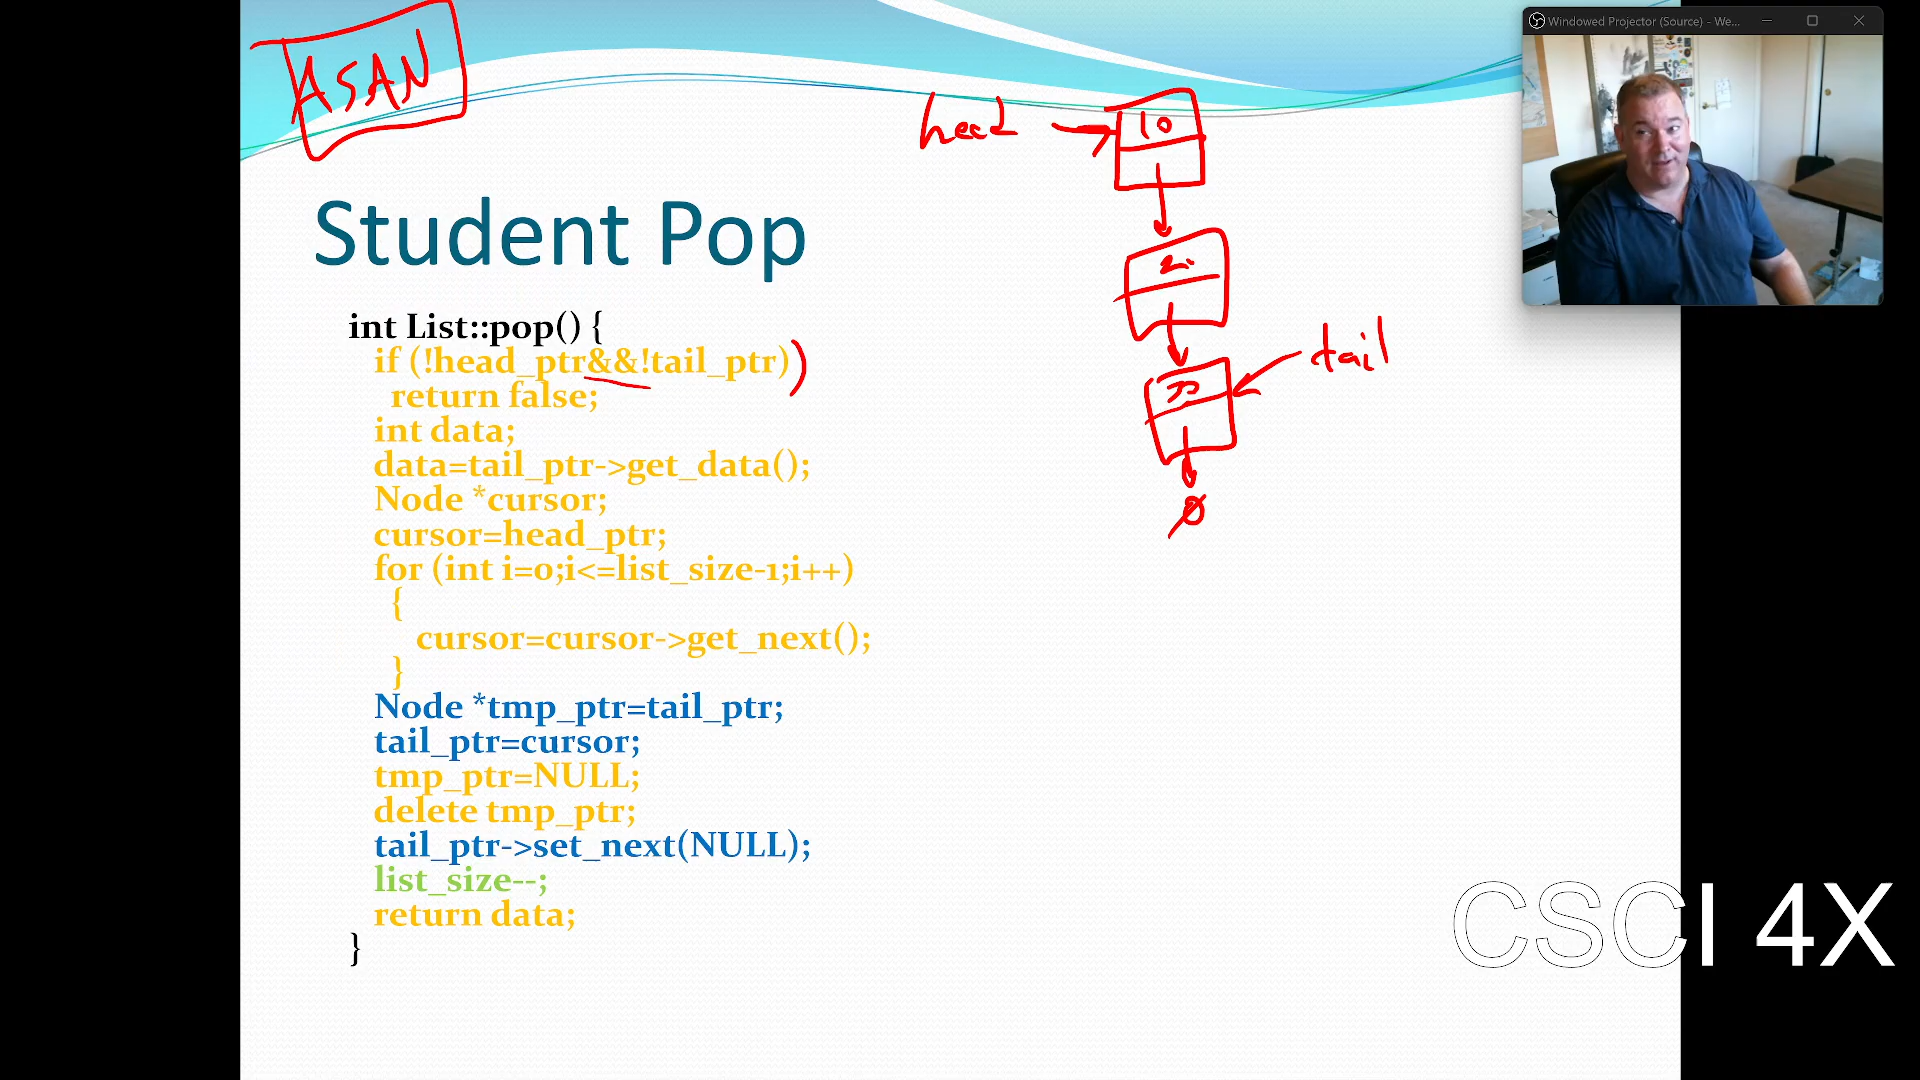 ASAN
Windowed Projector (Source) - We...
head
10
Student Pop
int List::pop() {
if (!head_ptr&&!tail_ptr))
return false;
int data;
data=tail_ptr->get_data();
Node *cursor;
cursor=head_ptr;
for (int i=0;i<=list_size-1;i++)
{
cursor=cursor->get_next();
}
Node *tmp_ptr=tail_ptr;
tail_ptr=cursor;
tmp_ptr=NULL;
delete tmp_ptr;
tail_ptr->set_next(NULL);
list_size--;
return data;
}
tail
CSCI 4X